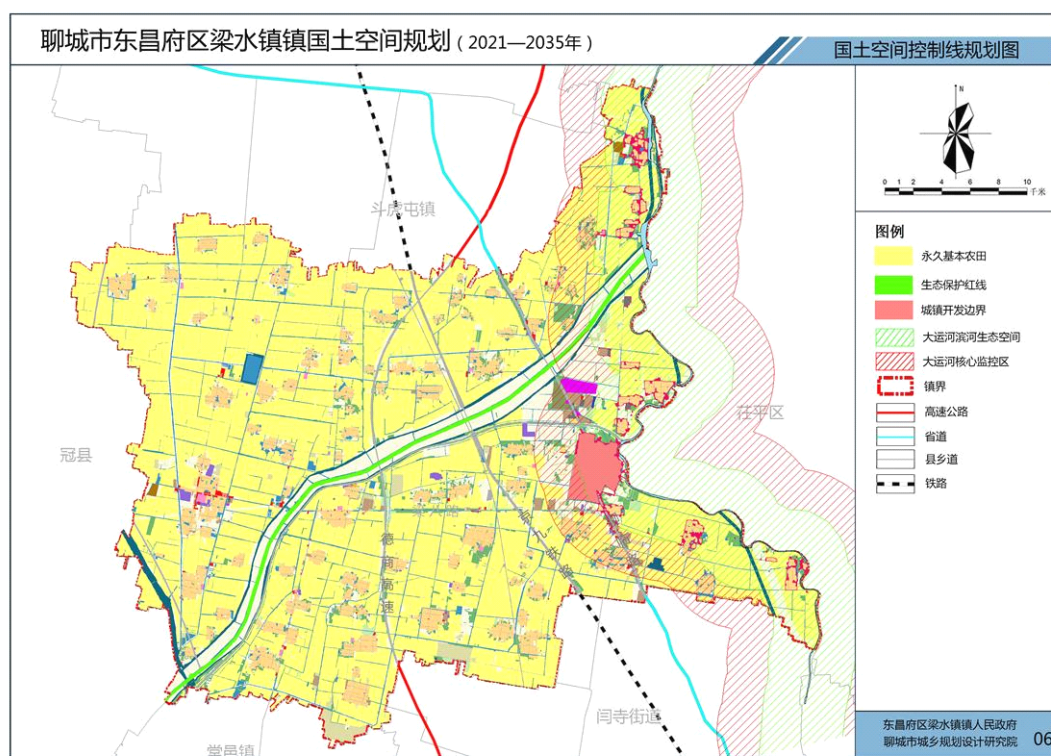 聊城市东昌府区梁水镇镇国土空间规划（2021—2035年）
国土空间控制线规划图
N
0 1 2 4 6 8 10
千米
图例
永久基本农田
生态保护红线
城镇开发边界
大运河滨河生态空间
大运河核心监控区
镇界
高速公路
省道
县乡道
铁路
斗虎屯镇
茌平区
冠县
德商高速
闫寺街道
堂邑镇
东昌府区梁水镇镇人民政府
聊城市城乡规划设计研究院
06